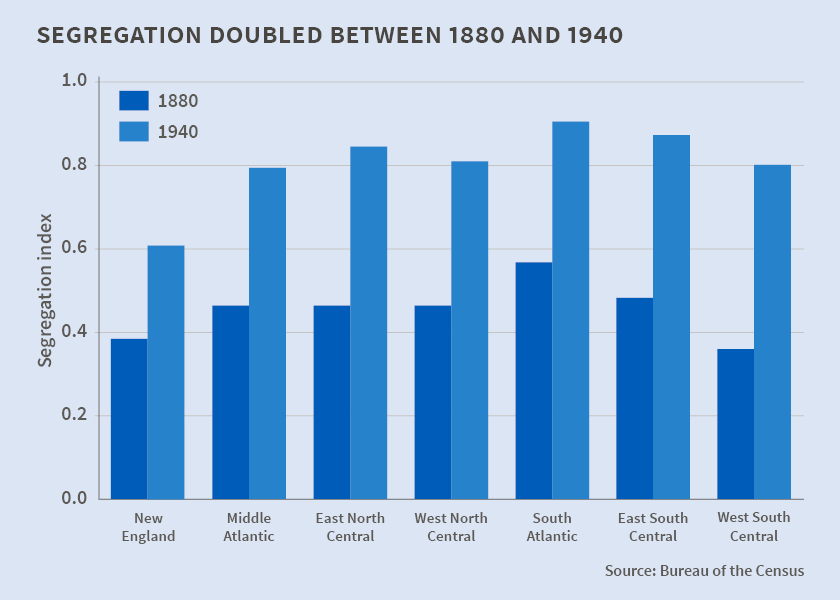 SEGREGATION DOUBLED BETWEEN 1880 AND 1940
1.0
1880
1940
0.8
0.6
Segregation index
0.4
0.2
0.0
New England
Middle Atlantic
East North Central
West North Central
South Atlantic
East South Central
West South Central
Source: Bureau of the Census